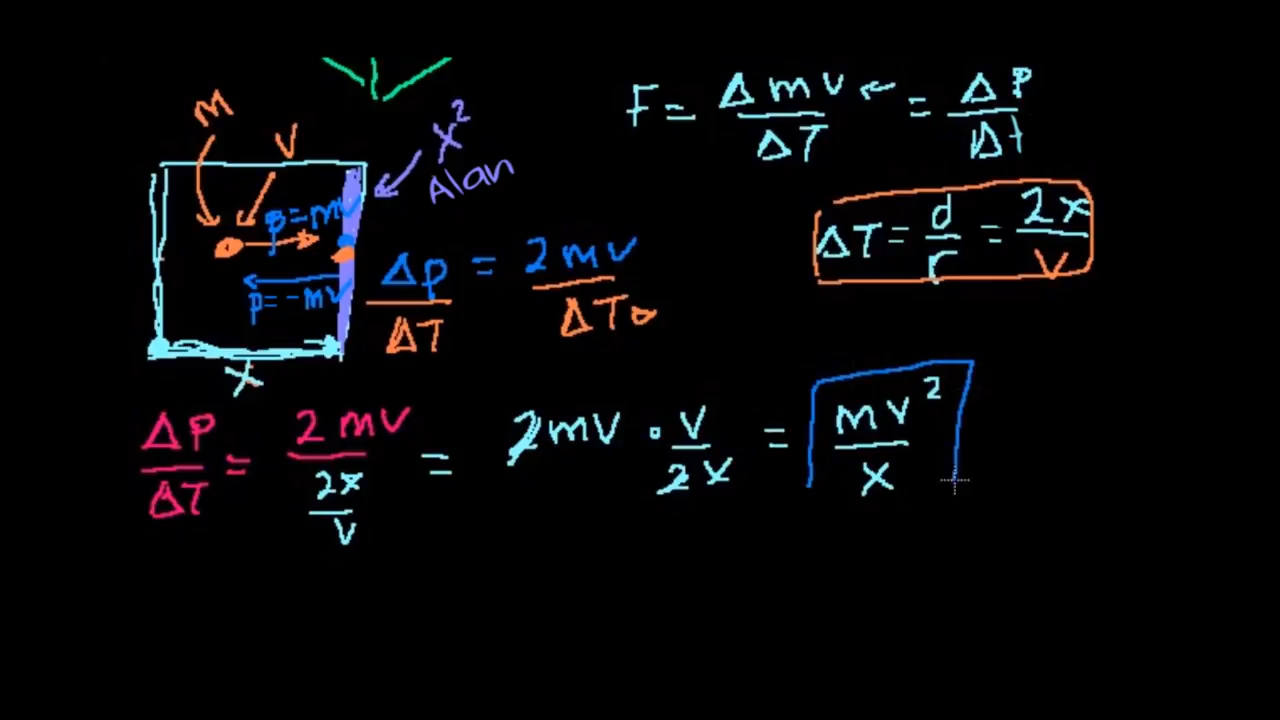 m
v
x²
Alan
F = Δmv/ΔT ← = Δp/Δt
p = mv
ΔT = d/r = 2x/v
p = -mv
Δp/ΔT = 2mv/ΔT
x
ΔP/ΔT = 2mv/(2x/v) = 2mv · v/2x = mv²/x